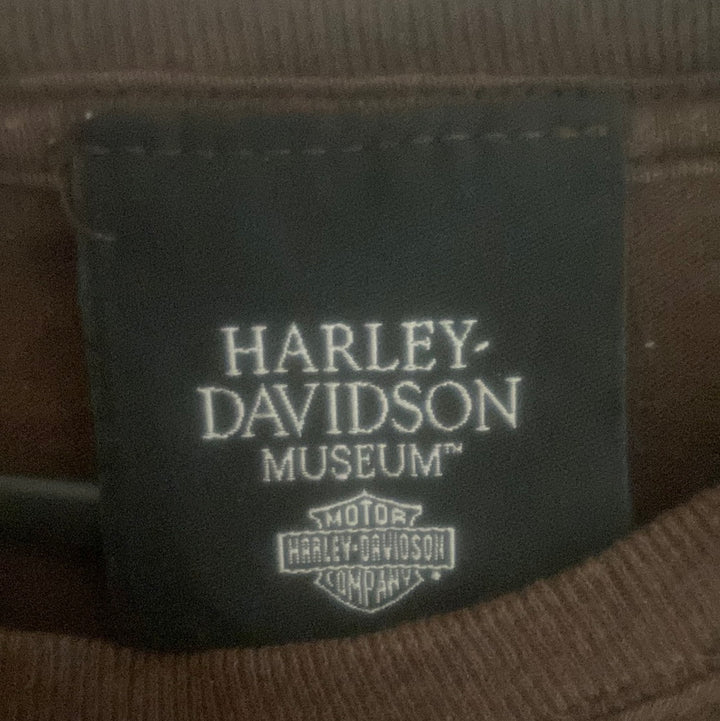 HARLEY-
DAVIDSON
MUSEUM™
MOTOR
HARLEY-DAVIDSON
COMPANY